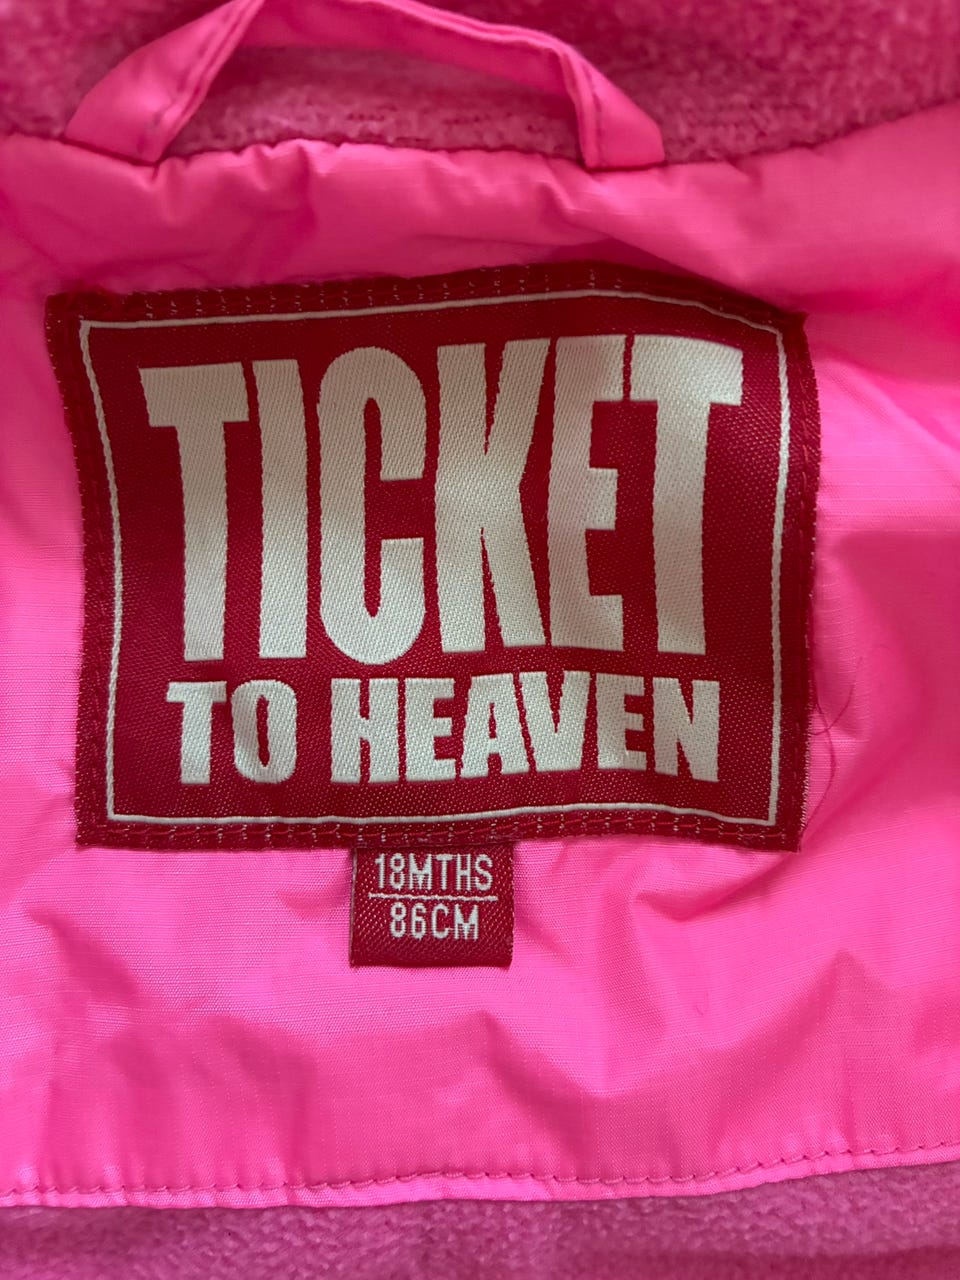 TICKET
TO HEAVEN
18MTHS
86CM